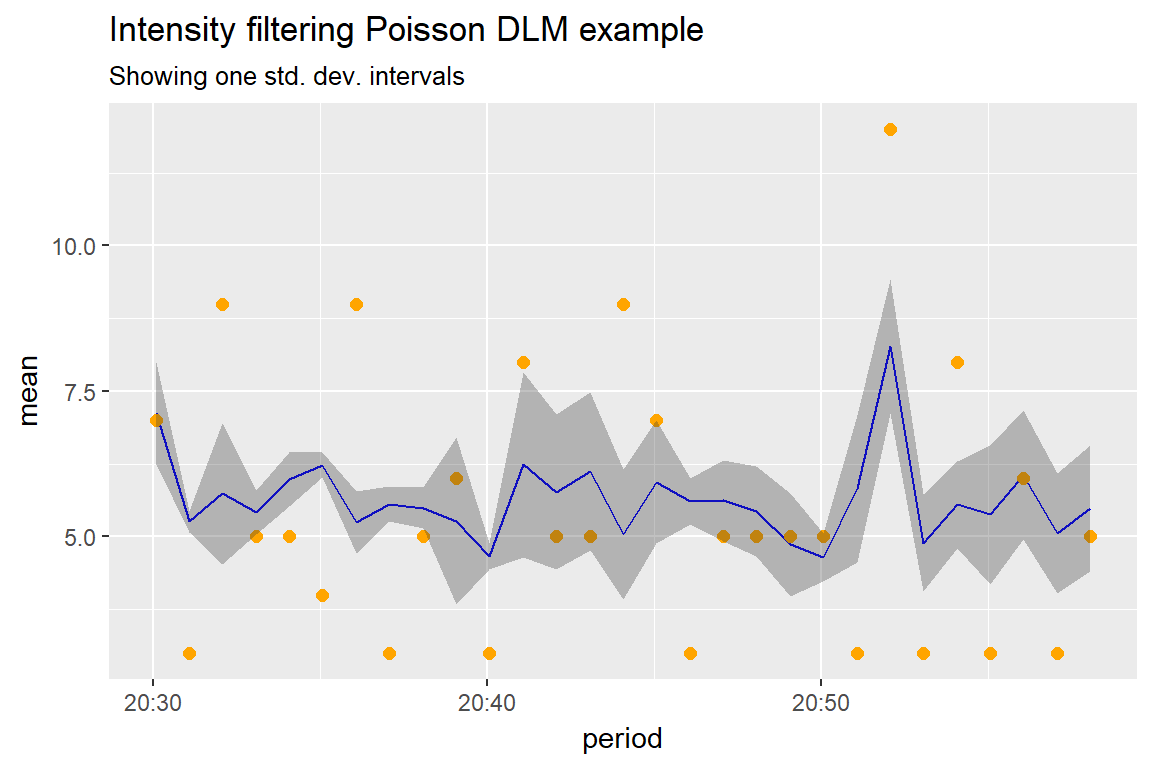 Intensity filtering Poisson DLM example
Showing one std. dev. intervals
mean
10.0
7.5
5.0
20:30
20:40
20:50
period